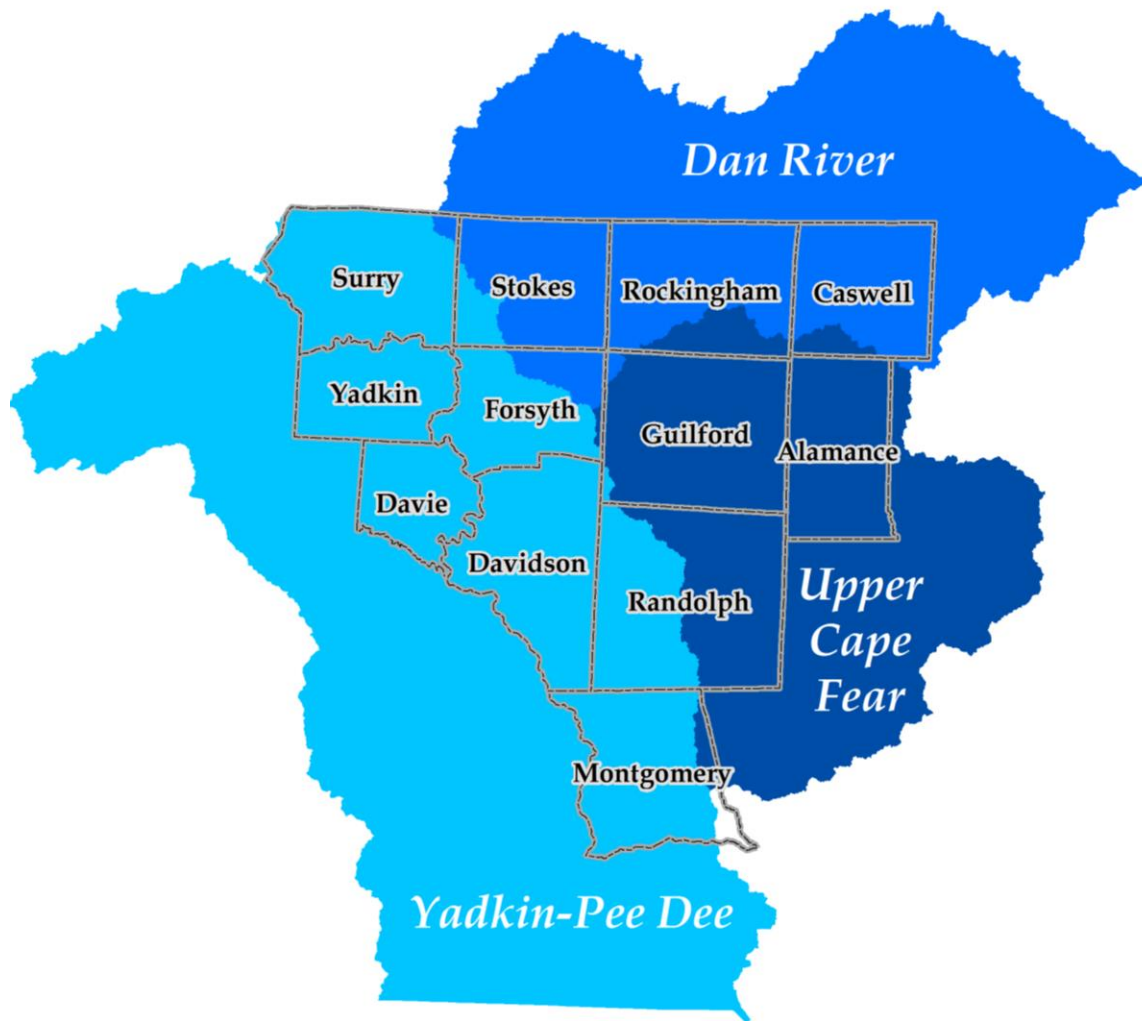 Dan River
Surry
Stokes
Rockingham
Caswell
Yadkin
Forsyth
Guilford
Alamance
Davie
Davidson
Randolph
Upper
Cape
Fear
Montgomery
Yadkin-Pee Dee